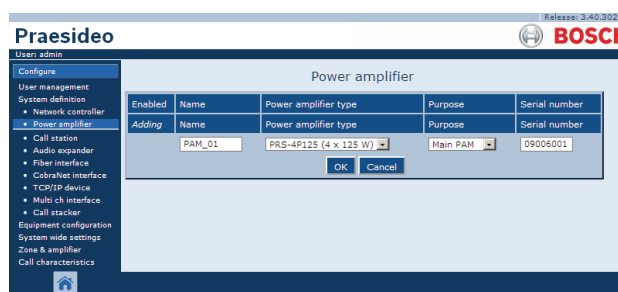 Release: 3.40.302
Praesideo
BOSC
User: admin
Configure
User management
System definition
• Network controller
• Power amplifier
• Call station
• Audio expander
• Fiber interface
• CobraNet interface
• TCP/IP device
• Multi ch interface
• Call stacker
Equipment configuration
System wide settings
Zone & amplifier
Call characteristics
Power amplifier
Enabled Name Power amplifier type Purpose Serial number
Adding Name Power amplifier type Purpose Serial number
PAM_01 PRS-4P125 (4 x 125 W) Main PAM 09006001
OK Cancel